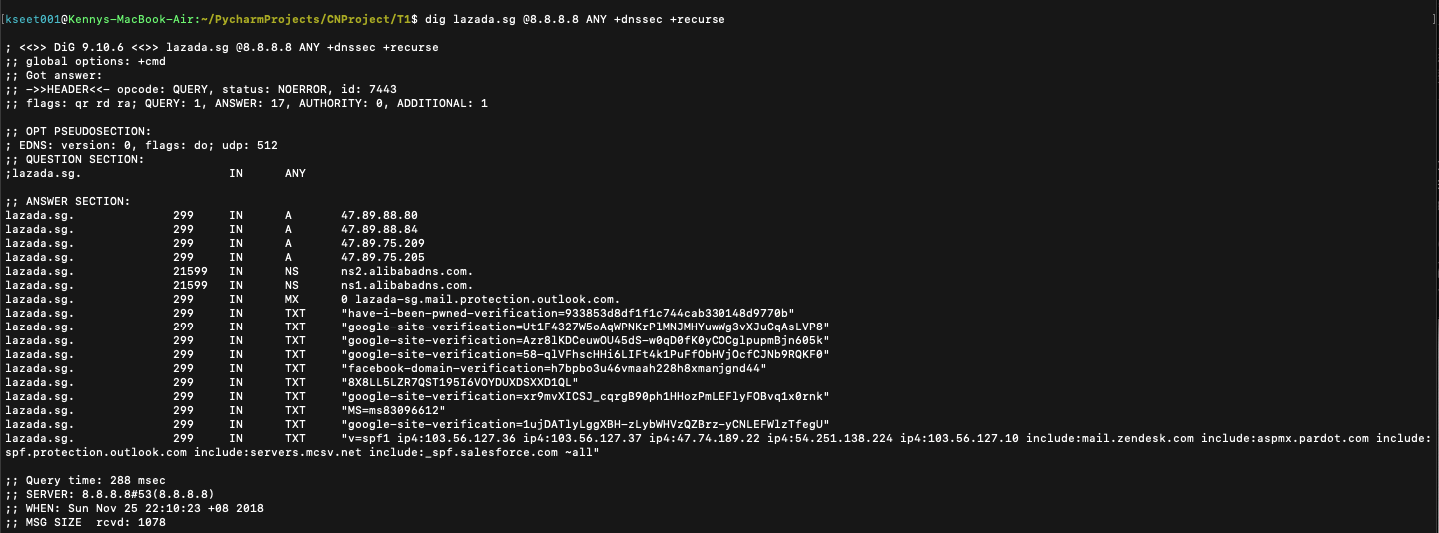 [kseet001@Kennys-MacBook-Air:~/PycharmProjects/CNProject/T1$ dig lazada.sg @8.8.8.8 ANY +dnssec +recurse ]
; <<>> DiG 9.10.6 <<>> lazada.sg @8.8.8.8 ANY +dnssec +recurse
;; global options: +cmd
;; Got answer:
;; ->>HEADER<<- opcode: QUERY, status: NOERROR, id: 7443
;; flags: qr rd ra; QUERY: 1, ANSWER: 17, AUTHORITY: 0, ADDITIONAL: 1
;; OPT PSEUDOSECTION:
; EDNS: version: 0, flags: do; udp: 512
;; QUESTION SECTION:
;lazada.sg. IN ANY
;; ANSWER SECTION:
lazada.sg. 299 IN A 47.89.88.80
lazada.sg. 299 IN A 47.89.88.84
lazada.sg. 299 IN A 47.89.75.209
lazada.sg. 299 IN A 47.89.75.205
lazada.sg. 21599 IN NS ns2.alibabadns.com.
lazada.sg. 21599 IN NS ns1.alibabadns.com.
lazada.sg. 299 IN MX 0 lazada-sg.mail.protection.outlook.com.
lazada.sg. 299 IN TXT "have-i-been-pwned-verification=933853d8df1f1c744cab330148d9770b"
lazada.sg. 299 IN TXT
lazada.sg. 299 IN TXT "google-site-verification=Azr8lKDCeuwOU45dS-w0qD0fK0yCOCglpupmBjn605k"
lazada.sg. 299 IN TXT "google-site-verification=58-qlVFhscHHi6LIFt4k1PuFfObHVjOcfCJNb9RQKF0"
lazada.sg. 299 IN TXT "facebook-domain-verification=h7bpbo3u46vmaah228h8xmanjgnd44"
lazada.sg. 299 IN TXT "8X8LL5LZR7QST195I6VOYDUXDSXXD1QL"
lazada.sg. 299 IN TXT "google-site-verification=xr9mvXICSJ_cqrgB90ph1HHozPmLEFlyFOBvq1x0rnk"
lazada.sg. 299 IN TXT "MS=ms83096612"
lazada.sg. 299 IN TXT "google-site-verification=1ujDATlyLggXBH-zLybWHVzQZBrz-yCNLEFWlzTfegU"
lazada.sg. 299 IN TXT "v=spf1 ip4:103.56.127.36 ip4:103.56.127.37 ip4:47.74.189.22 ip4:54.251.138.224 ip4:103.56.127.10 include:mail.zendesk.com include:aspmx.pardot.com include:
spf.protection.outlook.com include:servers.mcsv.net include:_spf.salesforce.com ~all"
;; Query time: 288 msec
;; SERVER: 8.8.8.8#53(8.8.8.8)
;; WHEN: Sun Nov 25 22:10:23 +08 2018
;; MSG SIZE rcvd: 1078